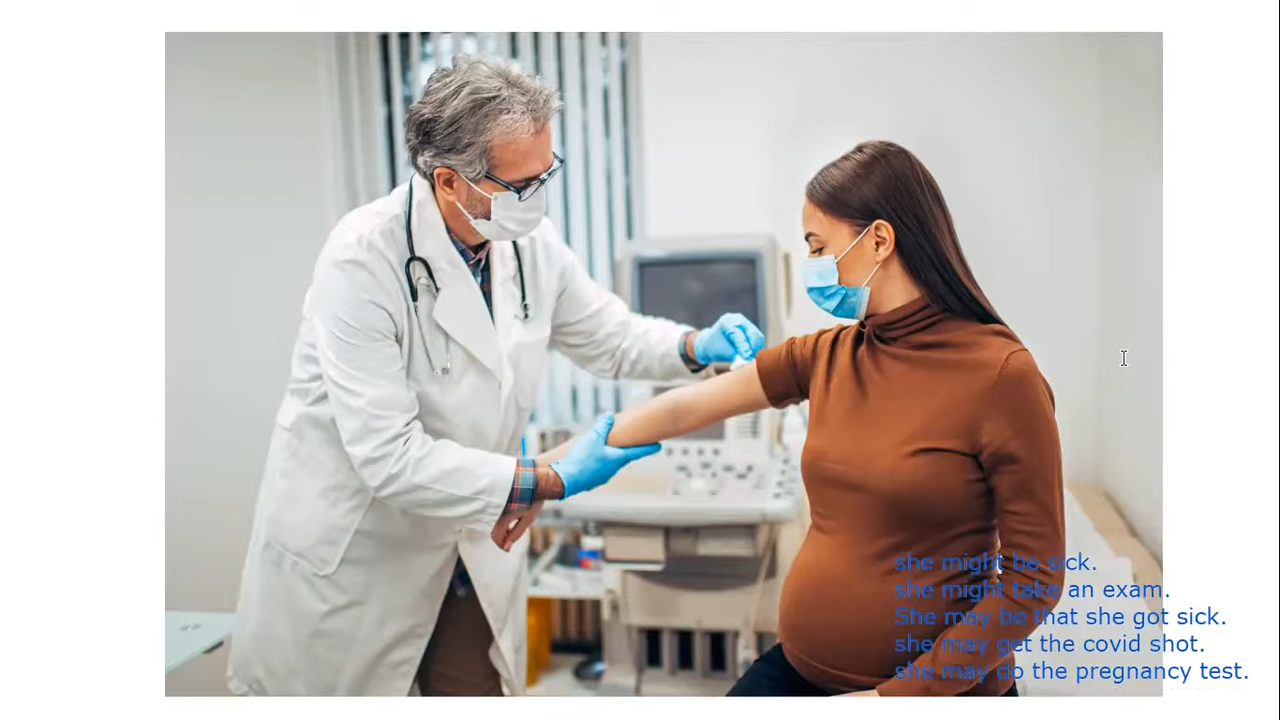 she might be sick.
she might take an exam.
She may be that she got sick.
she may get the covid shot.
she may do the pregnancy test.